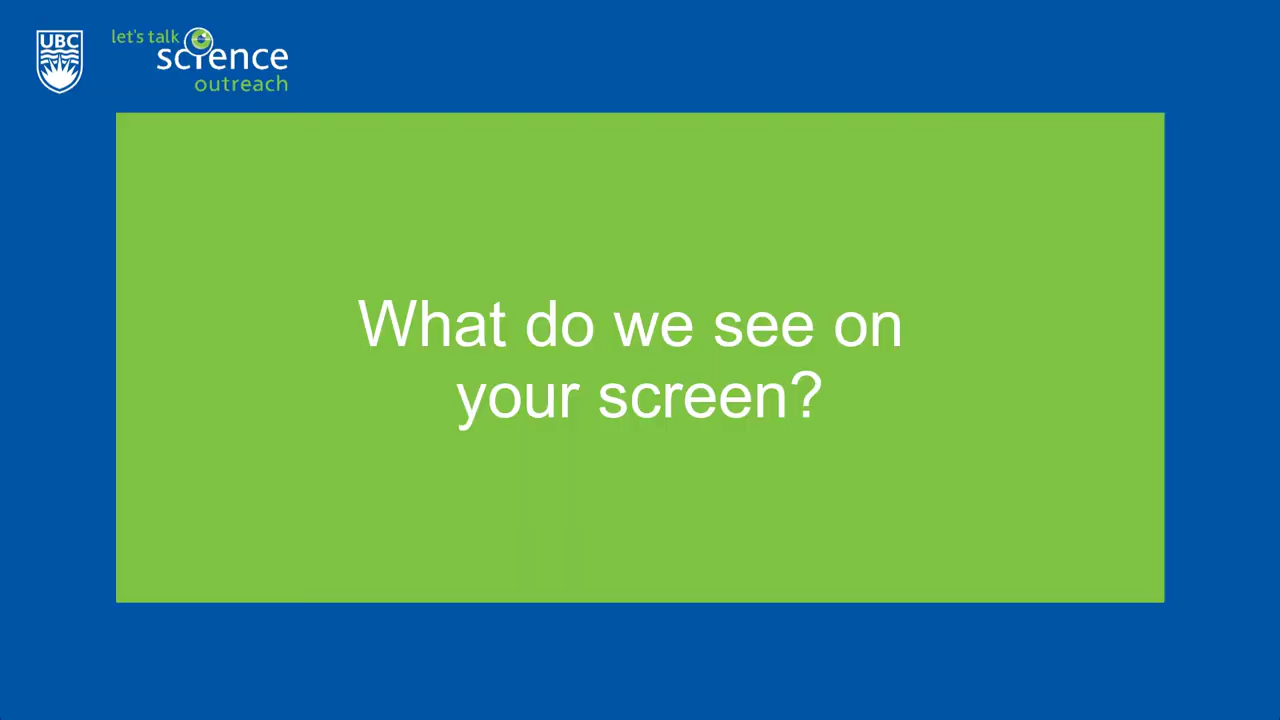 UBC
let's talk
science
outreach
What do we see on
your screen?